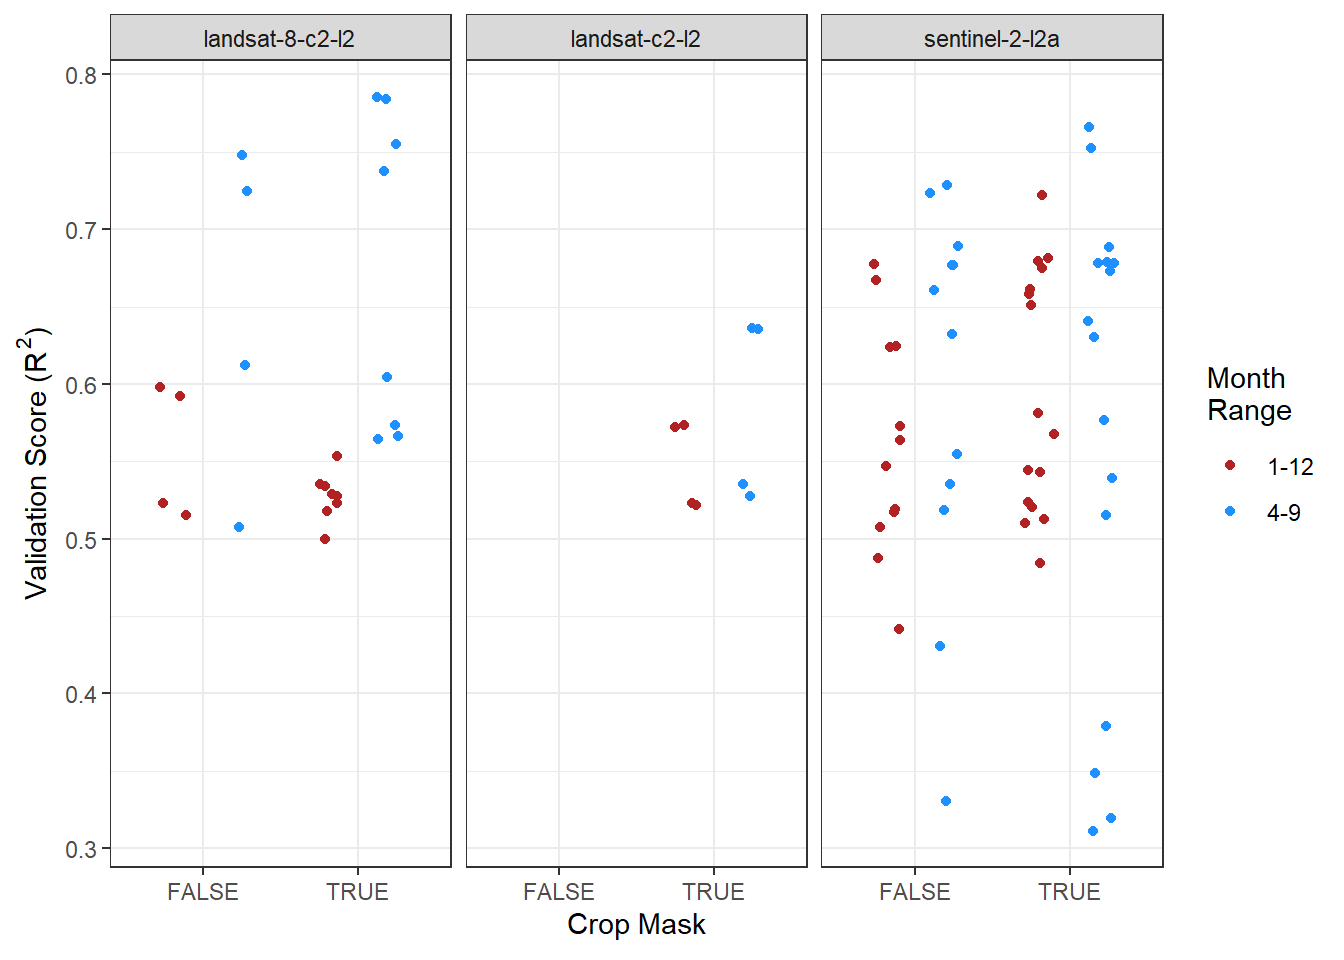 landsat-8-c2-l2
landsat-c2-l2
sentinel-2-l2a
0.8
0.7
0.6
0.5
0.4
0.3
Validation Score (R²)
FALSE
TRUE
FALSE
TRUE
FALSE
TRUE
Crop Mask
Month
Range
1-12
4-9